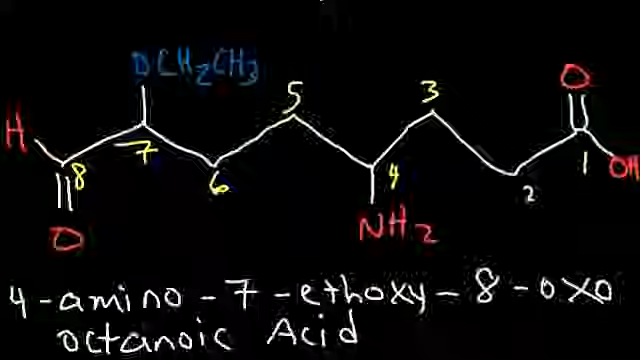 OCH2CH3
O
5
3
H
7
4
1
8
6
2
OH
O
NH2
4-amino-7-ethoxy-8-oxo
octanoic Acid